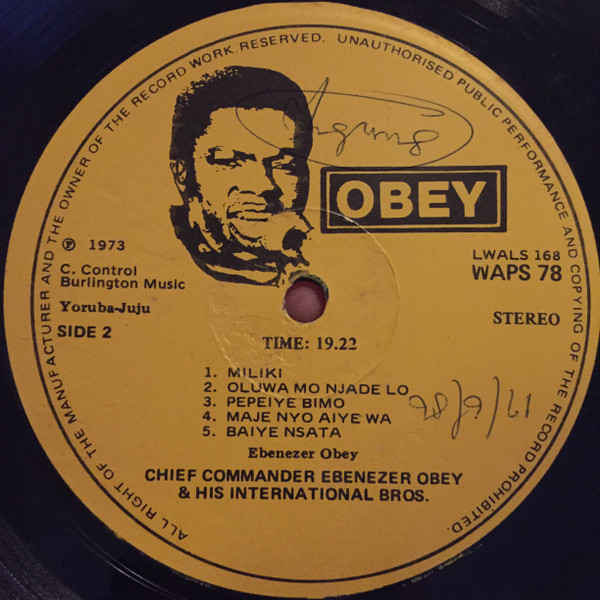 ALL RIGHT OF THE MANUFACTURER AND THE OWNER OF THE RECORD WORK RESERVED. UNAUTHORISED PUBLIC PERFORMANCE AND COPYING OF THE RECORD PROHIBITED.
OBEY
Ⓟ 1973
C. Control
Burlington Music
Yoruba-Juju
SIDE 2
LWALS 168
WAPS 78
STEREO
TIME: 19.22
1. MILIKI
2. OLUWA MO NJADE LO
3. PEPEIYE BIMO
4. MAJE NYO AIYE WA
5. BAIYE NSATA
Ebenezer Obey
CHIEF COMMANDER EBENEZER OBEY
& HIS INTERNATIONAL BROS.